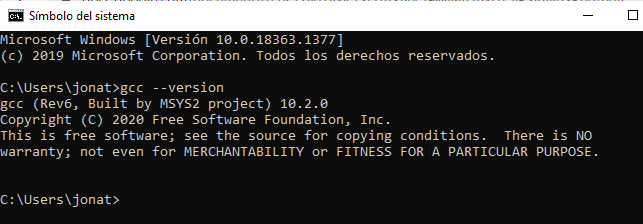 Símbolo del sistema
Microsoft Windows [Versión 10.0.18363.1377]
(c) 2019 Microsoft Corporation. Todos los derechos reservados.
C:\Users\jonat>gcc --version
gcc (Rev6, Built by MSYS2 project) 10.2.0
Copyright (C) 2020 Free Software Foundation, Inc.
This is free software; see the source for copying conditions.  There is NO
warranty; not even for MERCHANTABILITY or FITNESS FOR A PARTICULAR PURPOSE.
C:\Users\jonat>